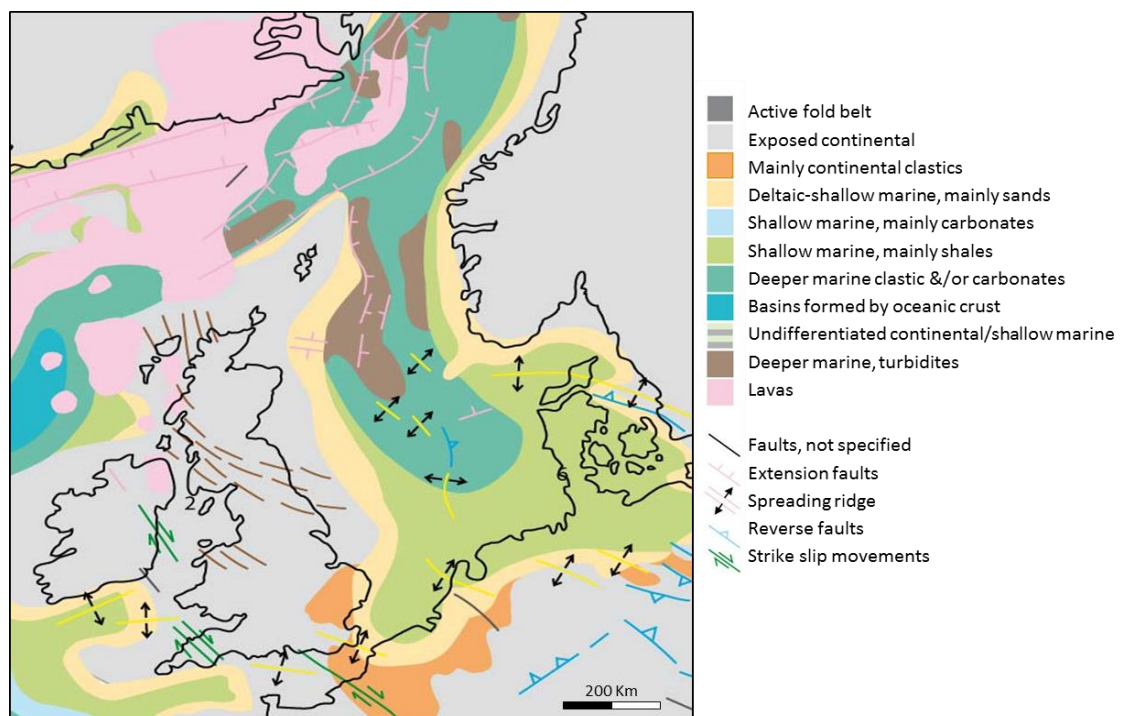 Active fold belt
Exposed continental
Mainly continental clastics
Deltaic-shallow marine, mainly sands
Shallow marine, mainly carbonates
Shallow marine, mainly shales
Deeper marine clastic &/or carbonates
Basins formed by oceanic crust
Undifferentiated continental/shallow marine
Deeper marine, turbidites
Lavas
Faults, not specified
Extension faults
Spreading ridge
Reverse faults
Strike slip movements
2
200 Km